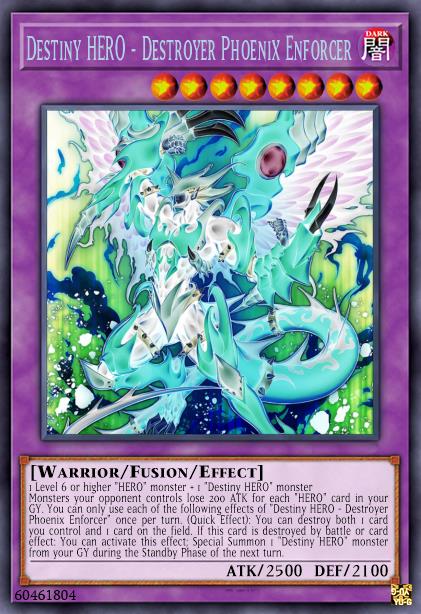 Destiny HERO - Destroyer Phoenix Enforcer
DARK
闇
[Warrior/Fusion/Effect]
1 Level 6 or higher "HERO" monster + 1 "Destiny HERO" monster
Monsters your opponent controls lose 200 ATK for each "HERO" card in your
GY. You can only use each of the following effects of "Destiny HERO - Destroyer
Phoenix Enforcer" once per turn. (Quick Effect): You can destroy both 1 card
you control and 1 card on the field. If this card is destroyed by battle or card
effect: You can activate this effect; Special Summon 1 "Destiny HERO" monster
from your GY during the Standby Phase of the next turn.
ATK/2500 DEF/2100
60461804